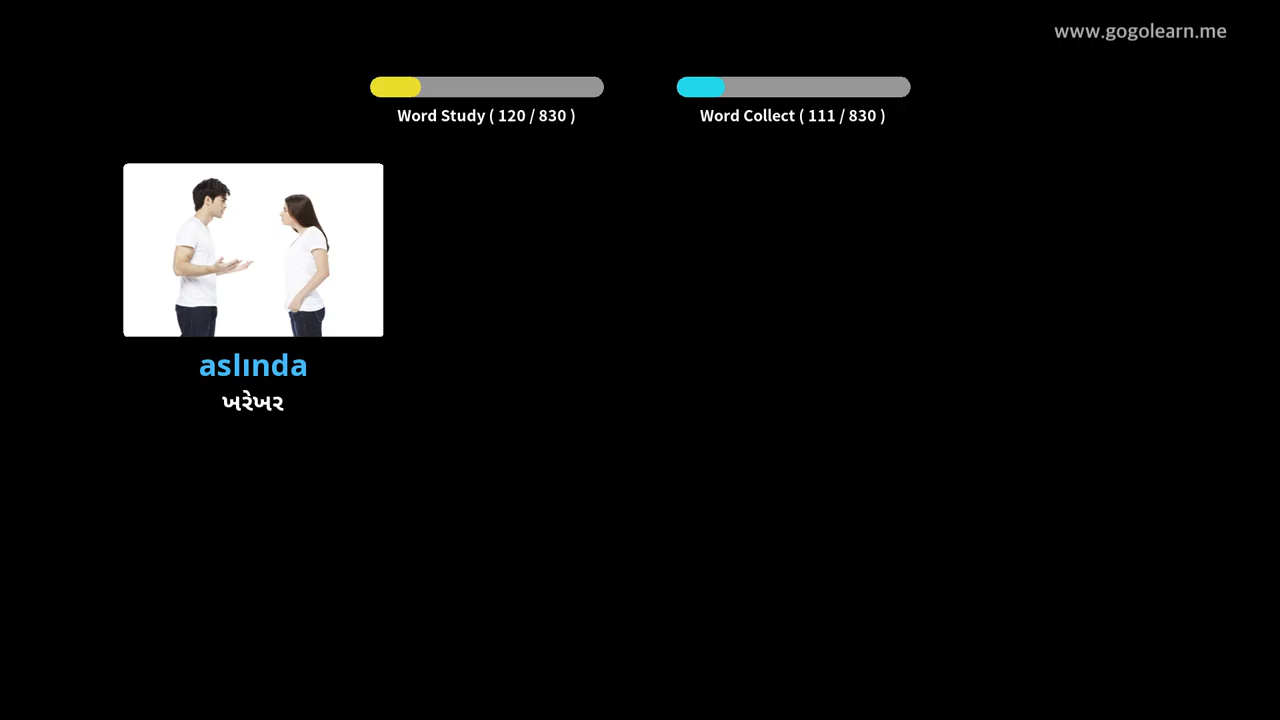 www.gogolearn.me
Word Study ( 120 / 830 )
Word Collect ( 111 / 830 )
aslında
ખરેખર